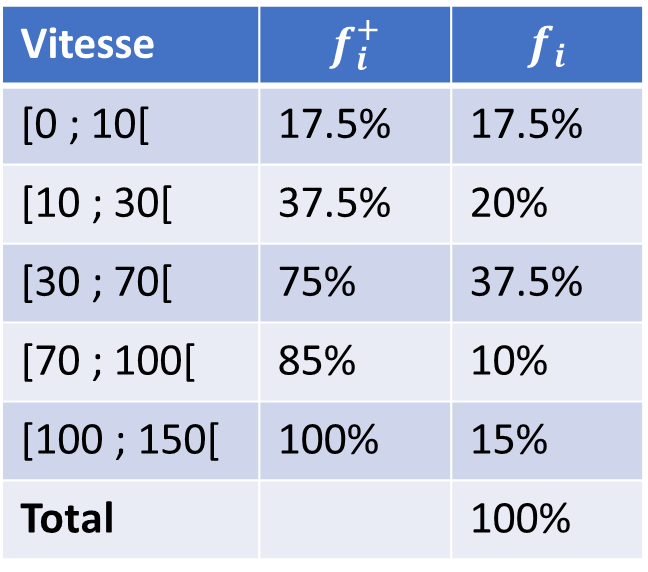 Vitesse f_i^+ f_i
[0 ; 10[ 17.5% 17.5%
[10 ; 30[ 37.5% 20%
[30 ; 70[ 75% 37.5%
[70 ; 100[ 85% 10%
[100 ; 150[ 100% 15%
Total 100%